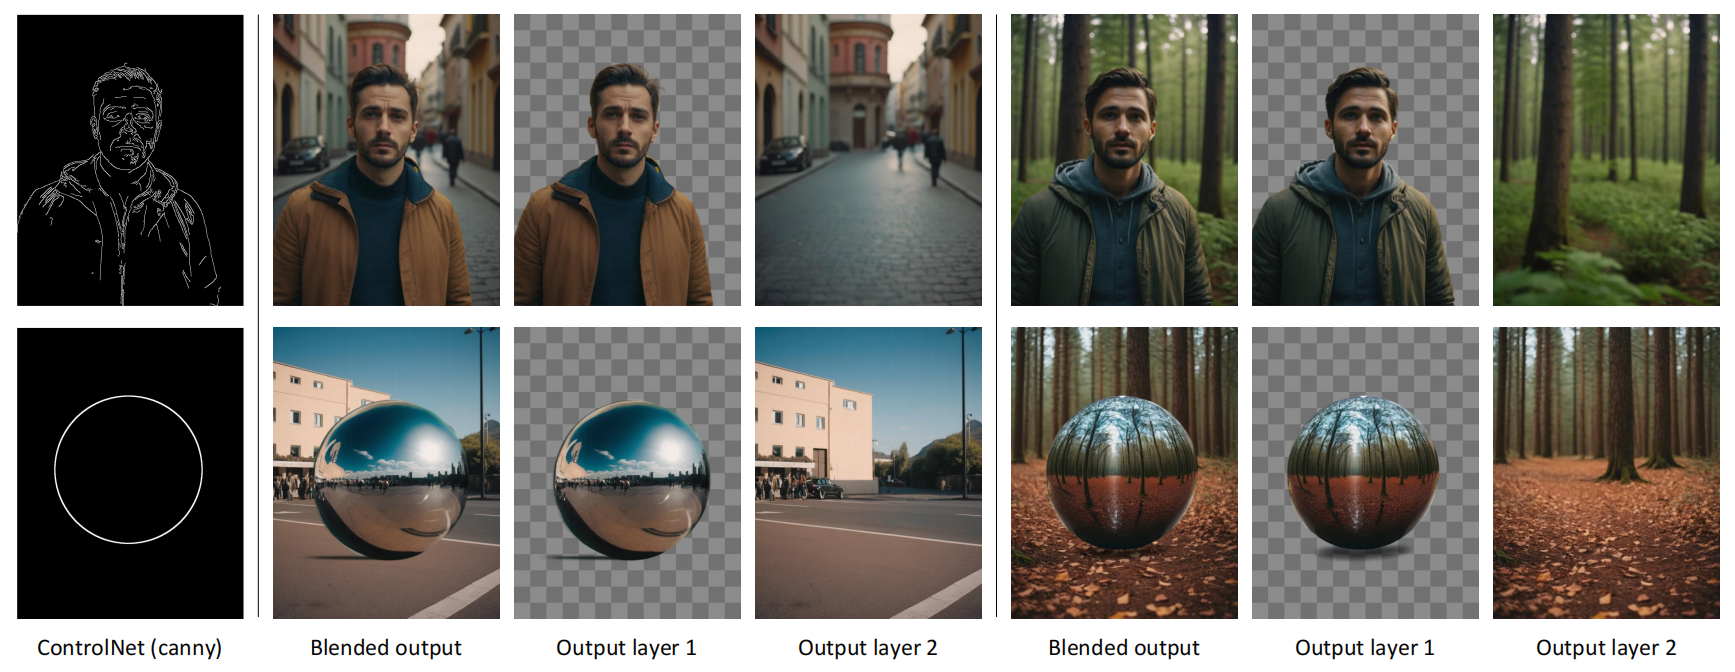 ControlNet (canny)
Blended output
Output layer 1
Output layer 2
Blended output
Output layer 1
Output layer 2